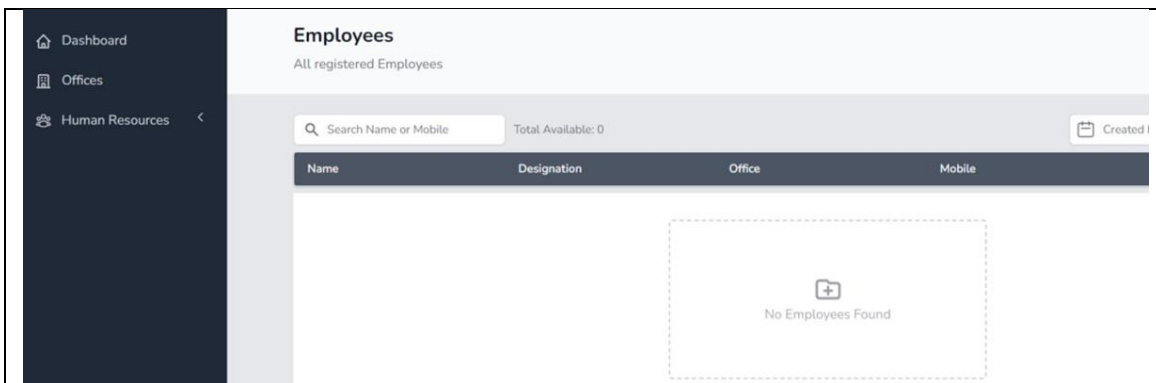 Dashboard
Offices
Human Resources
Employees
All registered Employees
Search Name or Mobile
Total Available: 0
Created
Name Designation Office Mobile
No Employees Found